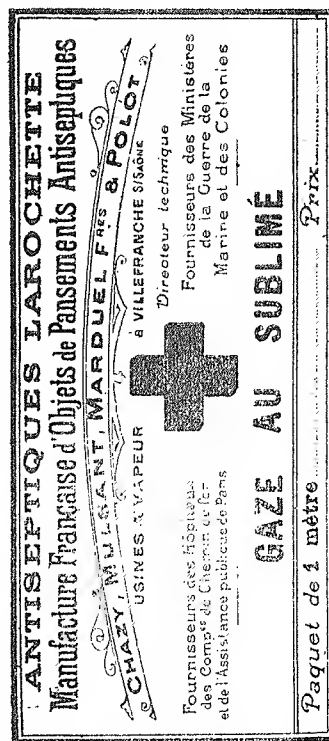 ANTISEPTIQUES LAROCHETTE
Manufacture Française d'Objets de Pansements Antiseptiques
CHAZY, MULSANT, MARDUEL Fres & POLOT
USINES A VAPEUR à VILLEFRANCHE S/SAÔNE
Directeur technique
Fournisseurs des Hôpitaux
des Compies de Chemin de fer
et de l'Assistance publique de Paris
Fournisseurs des Ministères
de la Guerre de la
Marine et des Colonies
GAZE AU SUBLIMÉ
Paquet de 1 mètre Prix